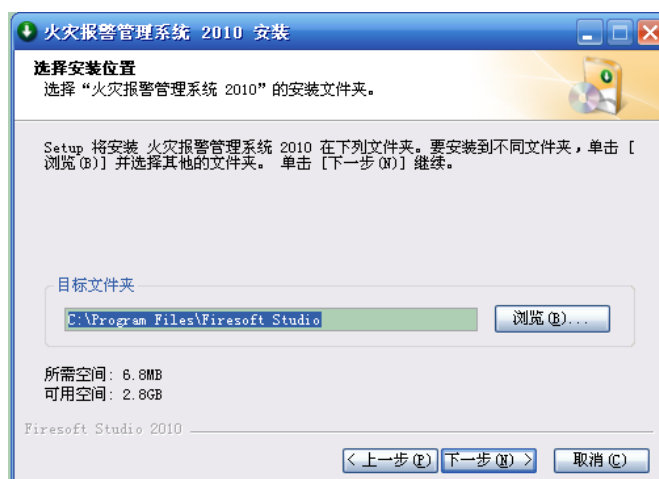 火灾报警管理系统 2010 安装
选择安装位置
选择“火灾报警管理系统 2010”的安装文件夹。
Setup 将安装 火灾报警管理系统 2010 在下列文件夹。要安装到不同文件夹，单击 [
浏览(B)] 并选择其他的文件夹。 单击 [下一步(N)] 继续。
目标文件夹
C:\Program Files\Firesoft Studio
浏览(B)...
所需空间: 6.8MB
可用空间: 2.8GB
Firesoft Studio 2010
< 上一步(P) 下一步(N) > 取消(C)